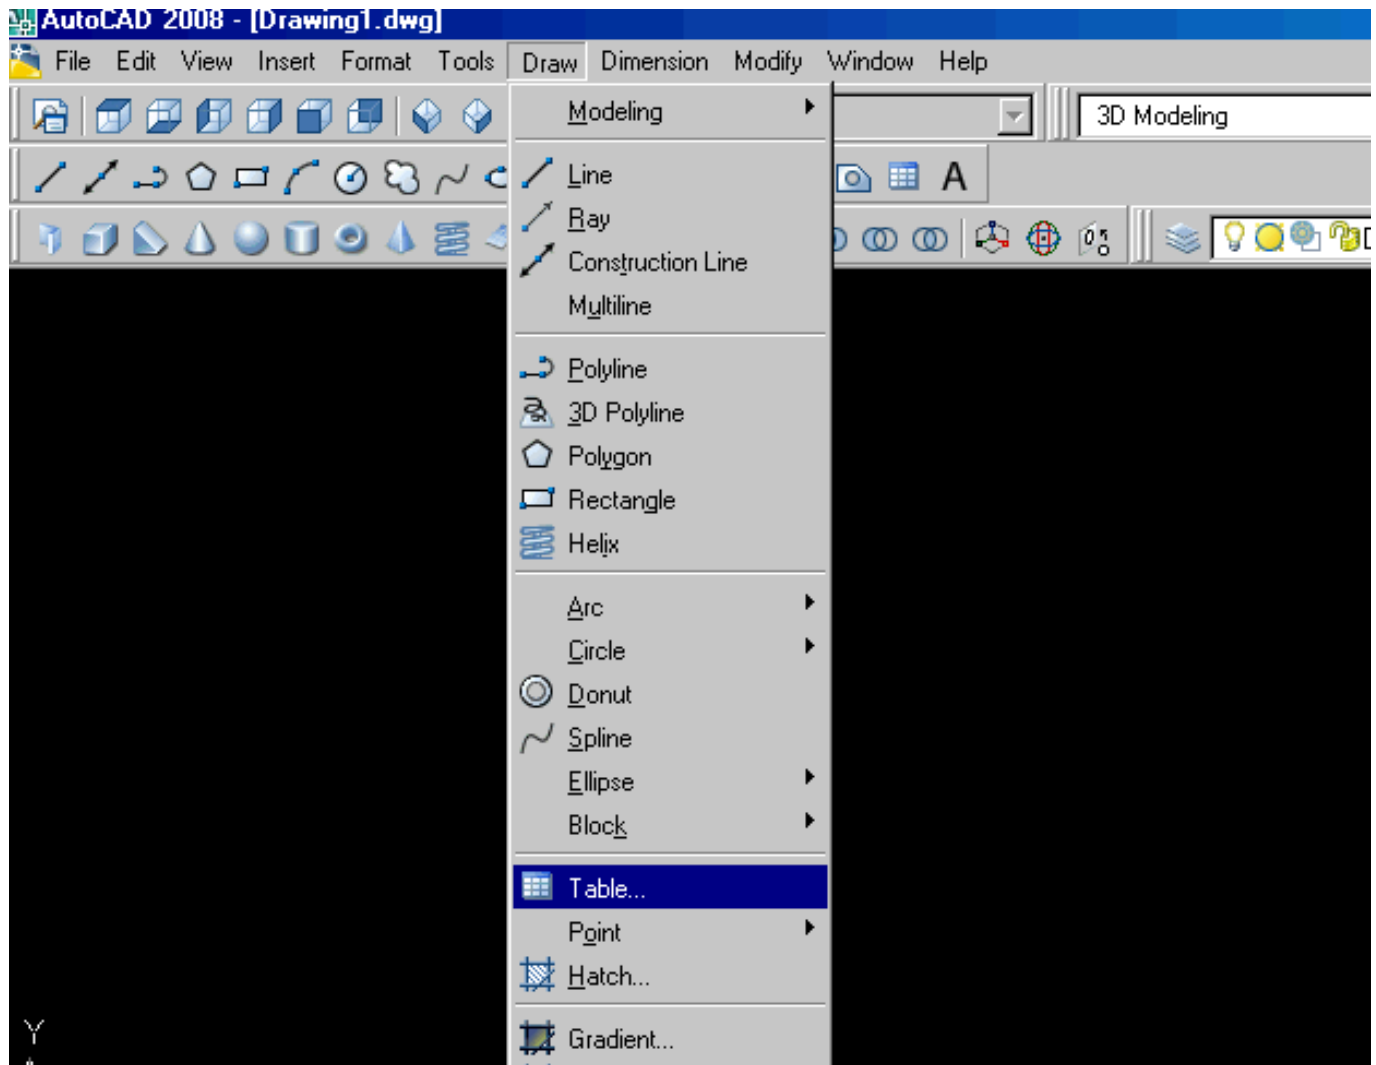 AutoCAD 2008 - [Drawing1.dwg]
File Edit View Insert Format Tools Draw Dimension Modify Window Help
Modeling
3D Modeling
Line
A
Ray
Construction Line
Multiline
Polyline
3D Polyline
Polygon
Rectangle
Helix
Arc
Circle
Donut
Spline
Ellipse
Block
Table...
Point
Hatch...
Gradient...
Y